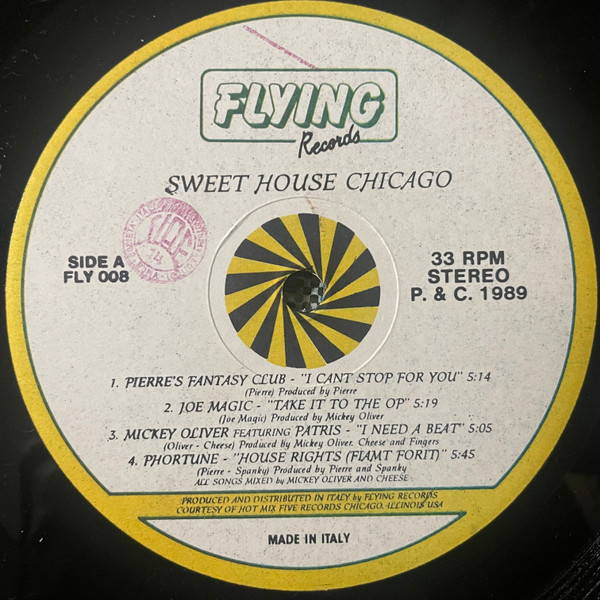 FLYING
Records
SWEET HOUSE CHICAGO
SIDE A
FLY 008
33 RPM
STEREO
P. & C. 1989
1. PIERRE'S FANTASY CLUB - "I CANT STOP FOR YOU" 5:14
(Pierre) Produced by Pierre
2. JOE MAGIC - "TAKE IT TO THE OP" 5:19
(Joe Magic) Produced by Mickey Oliver
3. MICKEY OLIVER FEATURING PATRIS - "I NEED A BEAT" 5:05
(Oliver - Cheese) Produced by Mickey Oliver, Cheese and Fingers
4. PHORTUNE - "HOUSE RIGHTS (FIAMT FORIT)" 5:45
(Pierre - Spanky) Produced by Pierre and Spanky
ALL SONGS MIXED by MICKEY OLIVER AND CHEESE
PRODUCED AND DISTRIBUTED IN ITALY by FLYING RECORDS
COURTESY OF HOT MIX FIVE RECORDS CHICAGO, ILLINOIS USA
MADE IN ITALY